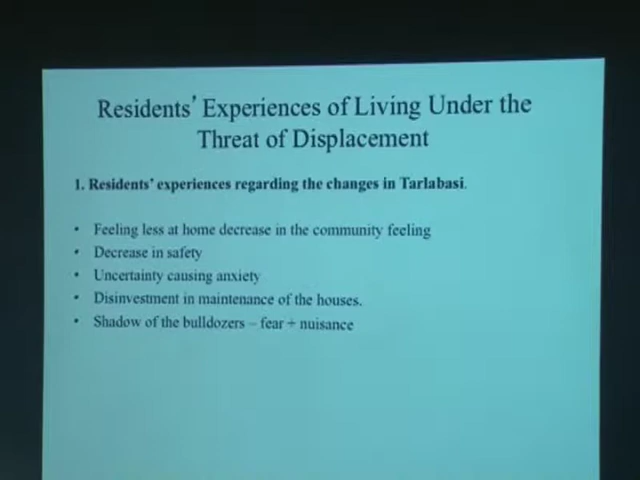 Residents' Experiences of Living Under the
Threat of Displacement
1. Residents' experiences regarding the changes in Tarlabasi.
• Feeling less at home decrease in the community feeling
• Decrease in safety
• Uncertainty causing anxiety
• Disinvestment in maintenance of the houses.
• Shadow of the bulldozers – fear + nuisance